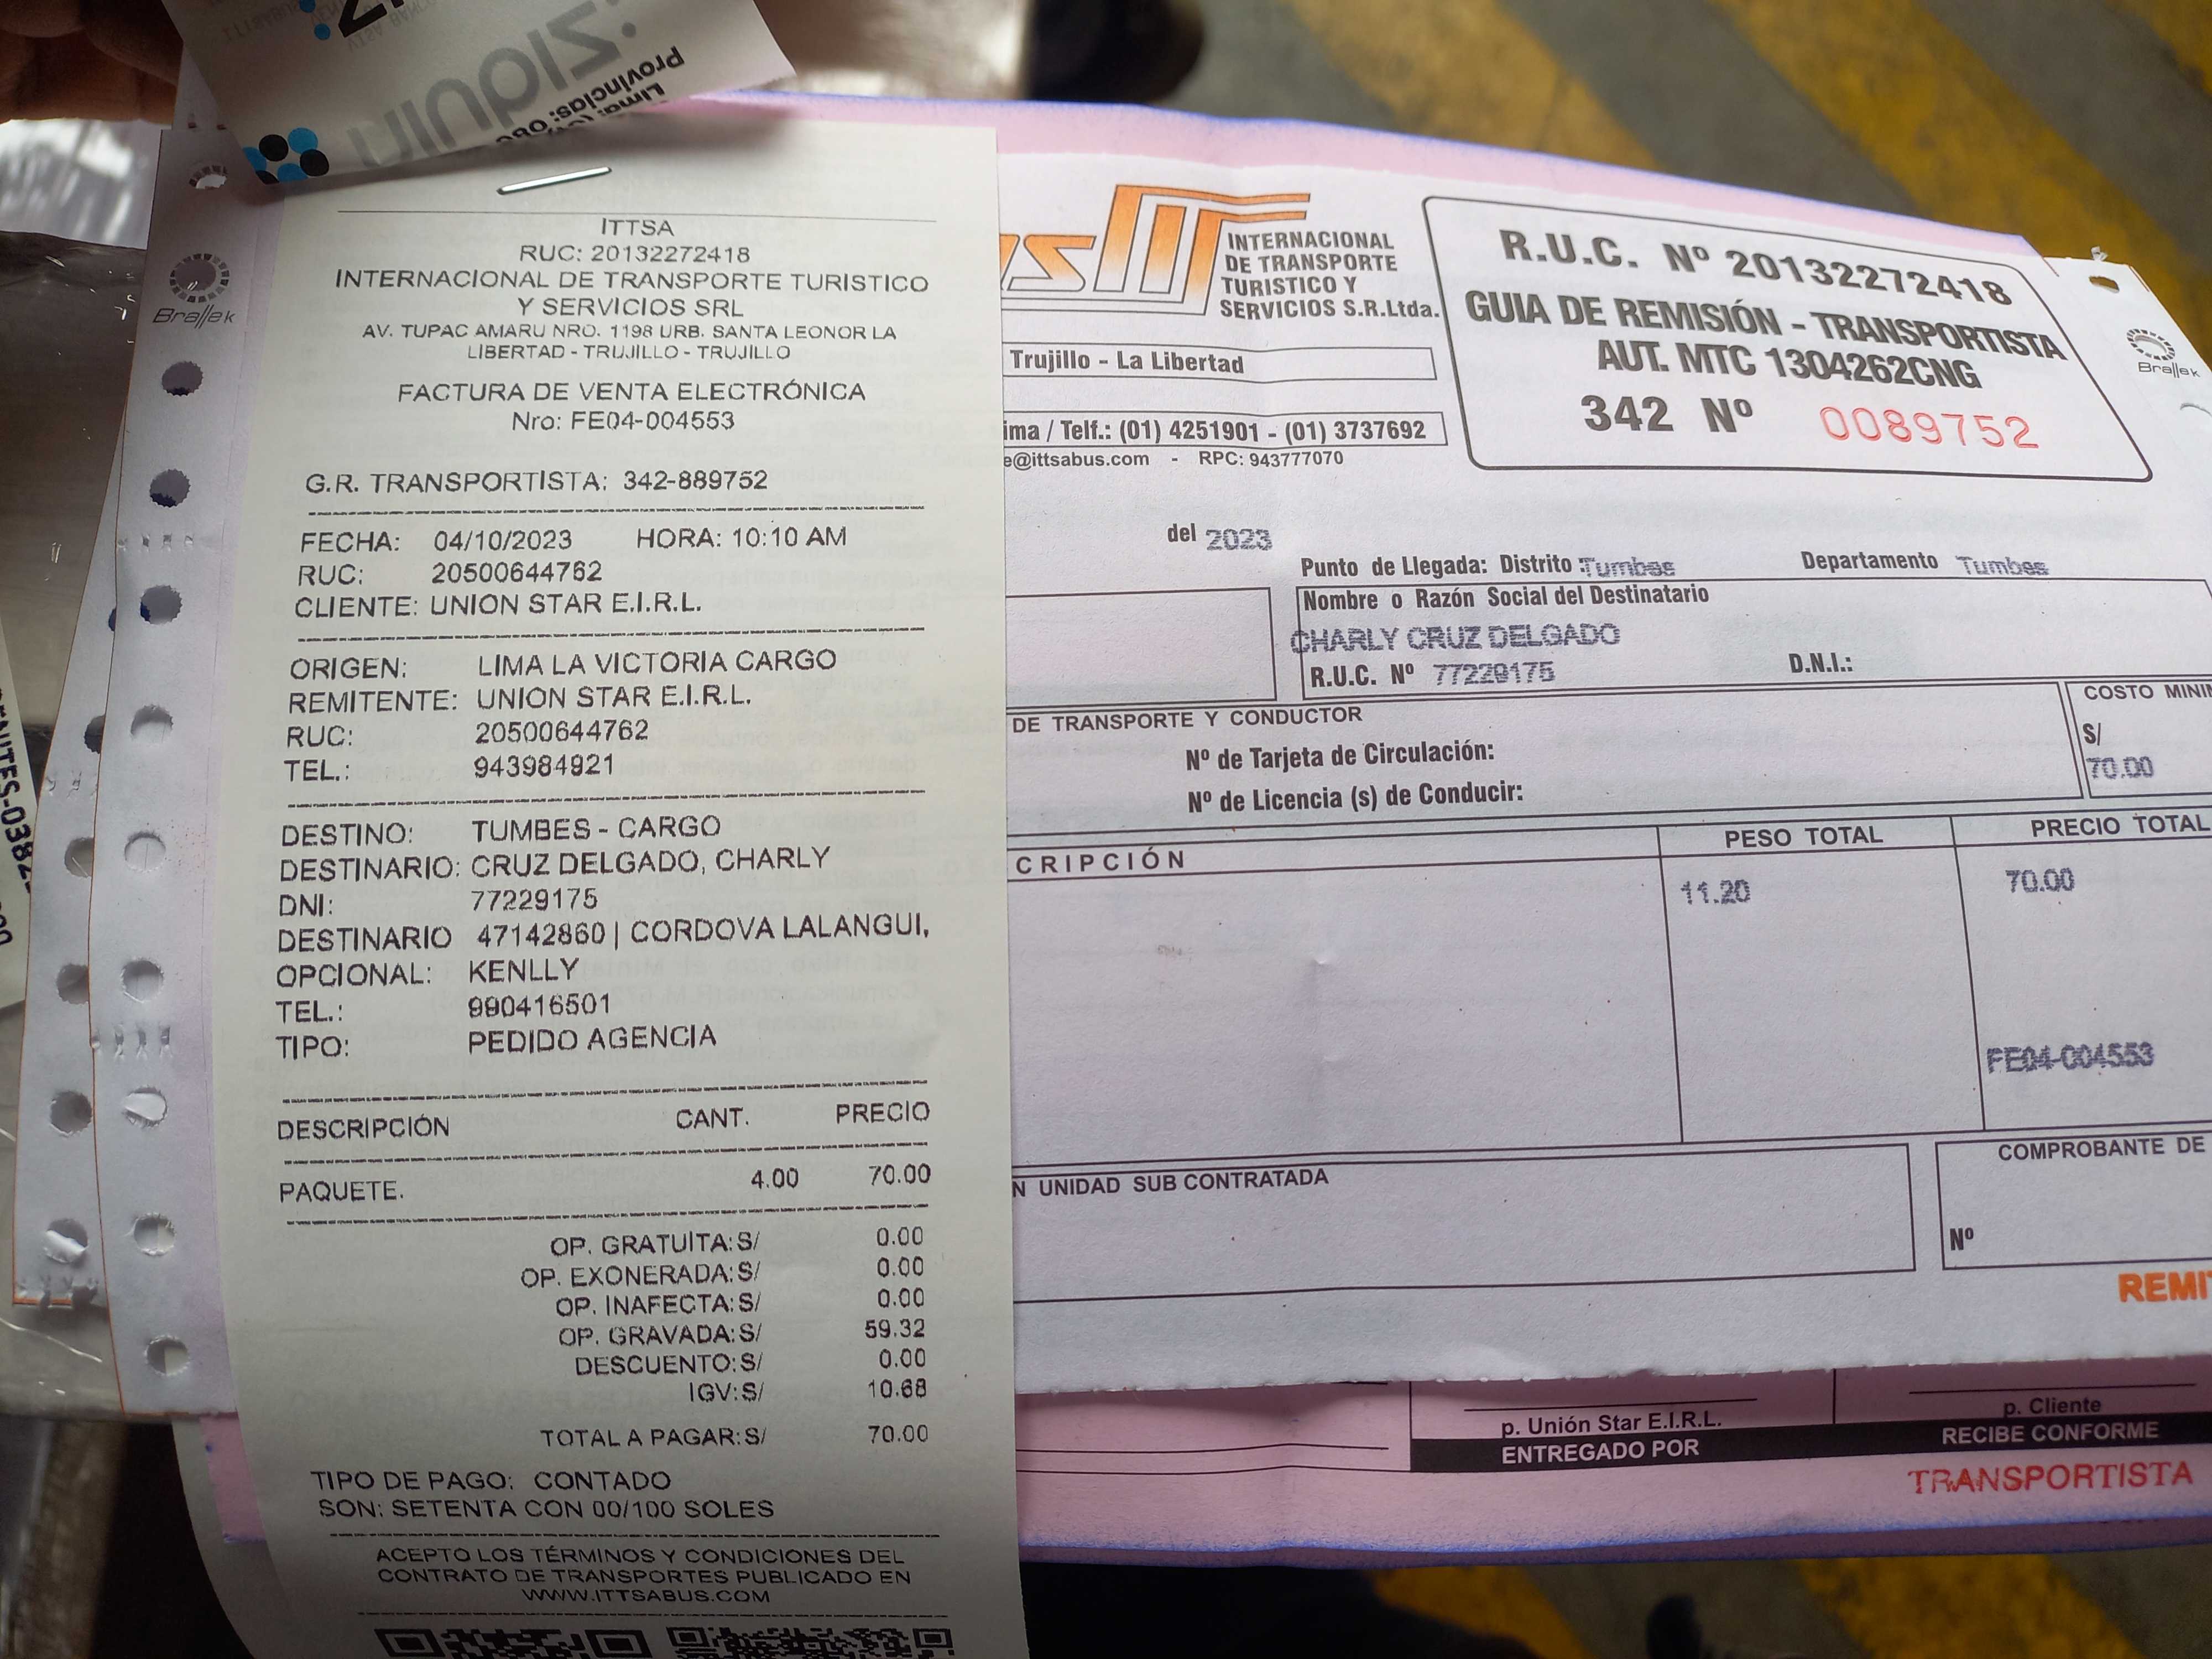 Provincias: 080
Lima:
ITTSA
RUC: 20132272418
INTERNACIONAL DE TRANSPORTE TURISTICO
Y SERVICIOS SRL
AV. TUPAC AMARU NRO. 1198 URB. SANTA LEONOR LA
LIBERTAD - TRUJILLO - TRUJILLO
FACTURA DE VENTA ELECTRÓNICA
Nro: FE04-004553
G.R. TRANSPORTISTA: 342-889752
FECHA: 04/10/2023 HORA: 10:10 AM
RUC: 20500644762
CLIENTE: UNION STAR E.I.R.L.
ORIGEN: LIMA LA VICTORIA CARGO
REMITENTE: UNION STAR E.I.R.L.
RUC: 20500644762
TEL.: 943984921
DESTINO: TUMBES - CARGO
DESTINARIO: CRUZ DELGADO, CHARLY
DNI: 77229175
DESTINARIO 47142860 | CORDOVA LALANGUI,
OPCIONAL: KENLLY
TEL.: 990416501
TIPO: PEDIDO AGENCIA
DESCRIPCIÓN CANT. PRECIO
PAQUETE. 4.00 70.00
OP. GRATUITA:S/ 0.00
OP. EXONERADA:S/ 0.00
OP. INAFECTA:S/ 0.00
OP. GRAVADA:S/ 59.32
DESCUENTO:S/ 0.00
IGV:S/ 10.68
TOTAL A PAGAR:S/ 70.00
TIPO DE PAGO: CONTADO
SON: SETENTA CON 00/100 SOLES
ACEPTO LOS TÉRMINOS Y CONDICIONES DEL
CONTRATO DE TRANSPORTES PUBLICADO EN
WWW.ITTSABUS.COM
Brallek
INTERNACIONAL
DE TRANSPORTE
TURISTICO Y
SERVICIOS S.R.Ltda.
Trujillo - La Libertad
ima / Telf.: (01) 4251901 - (01) 3737692
e@ittsabus.com - RPC: 943777070
R.U.C. Nº 20132272418
GUIA DE REMISIÓN - TRANSPORTISTA
AUT. MTC 1304262CNG
342 Nº 0089752
Brallek
del 2023
Punto de Llegada: Distrito :Tumbes Departamento Tumbes
Nombre o Razón Social del Destinatario
CHARLY CRUZ DELGADO
R.U.C. Nº 77229175 D.N.I.:
DE TRANSPORTE Y CONDUCTOR
COSTO MINI
Nº de Tarjeta de Circulación:
S/
70.00
Nº de Licencia (s) de Conducir:
CRIPCIÓN PESO TOTAL PRECIO TOTAL
11.20 70.00
FE04-004553
N UNIDAD SUB CONTRATADA
COMPROBANTE DE
Nº
REMI
p. Unión Star E.I.R.L. p. Cliente
ENTREGADO POR RECIBE CONFORME
TRANSPORTISTA